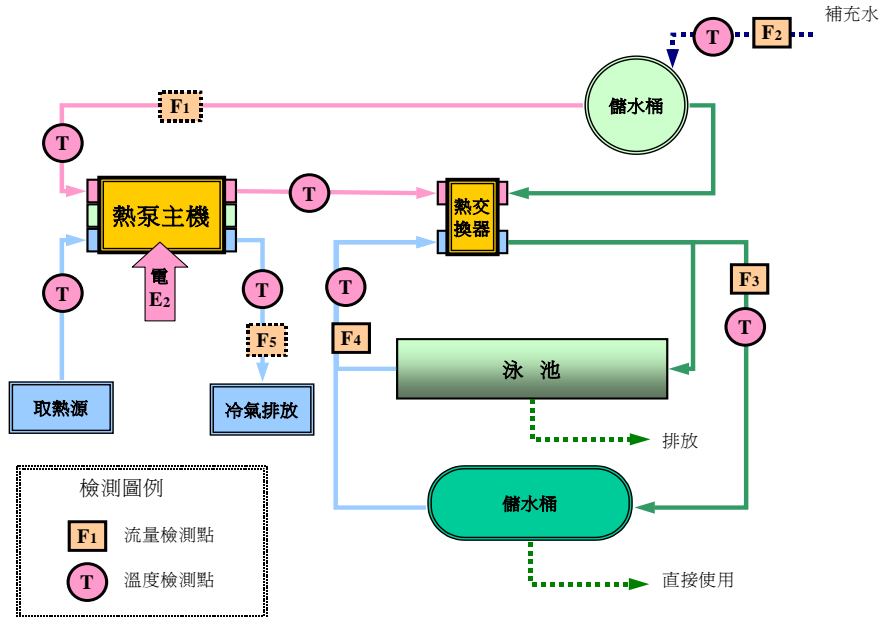 補充水
T
F2
儲水桶
F1
T
T
熱泵主機
熱交
換器
T
電
E2
T
T
F3
T
F5
F4
泳 池
取熱源
冷氣排放
排放
檢測圖例
F1
流量檢測點
T
溫度檢測點
儲水桶
直接使用